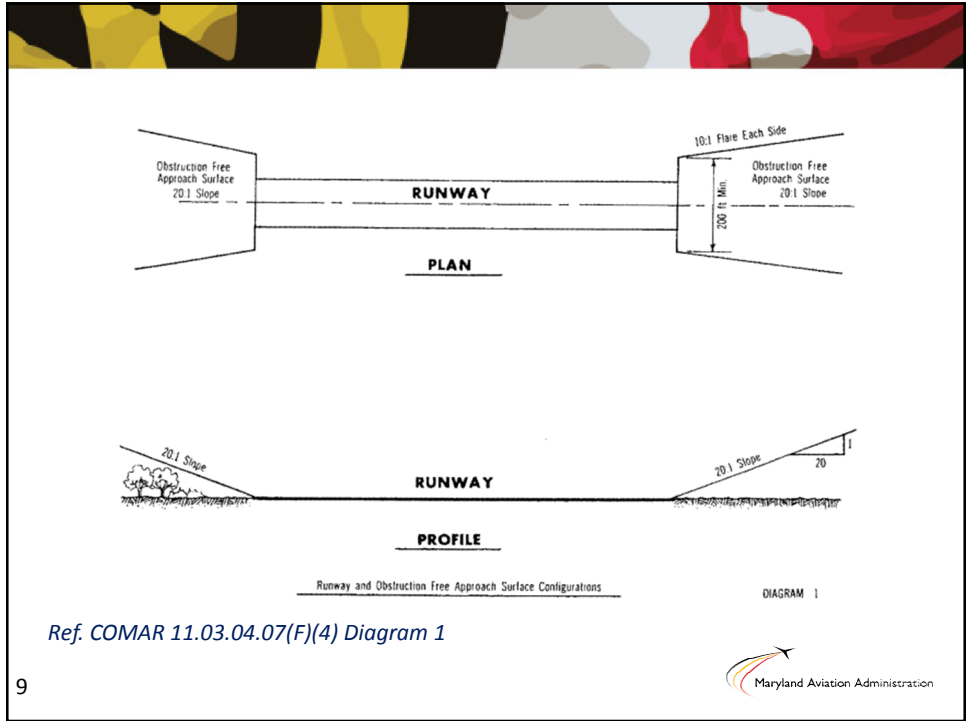 10:1 Flare Each Side
Obstruction Free
Approach Surface
20:1 Slope
RUNWAY
200 ft Min.
Obstruction Free
Approach Surface
20:1 Slope
PLAN
20:1 Slope
RUNWAY
20:1 Slope
1
20
PROFILE
Runway and Obstruction Free Approach Surface Configurations
DIAGRAM 1
Ref. COMAR 11.03.04.07(F)(4) Diagram 1
9
Maryland Aviation Administration